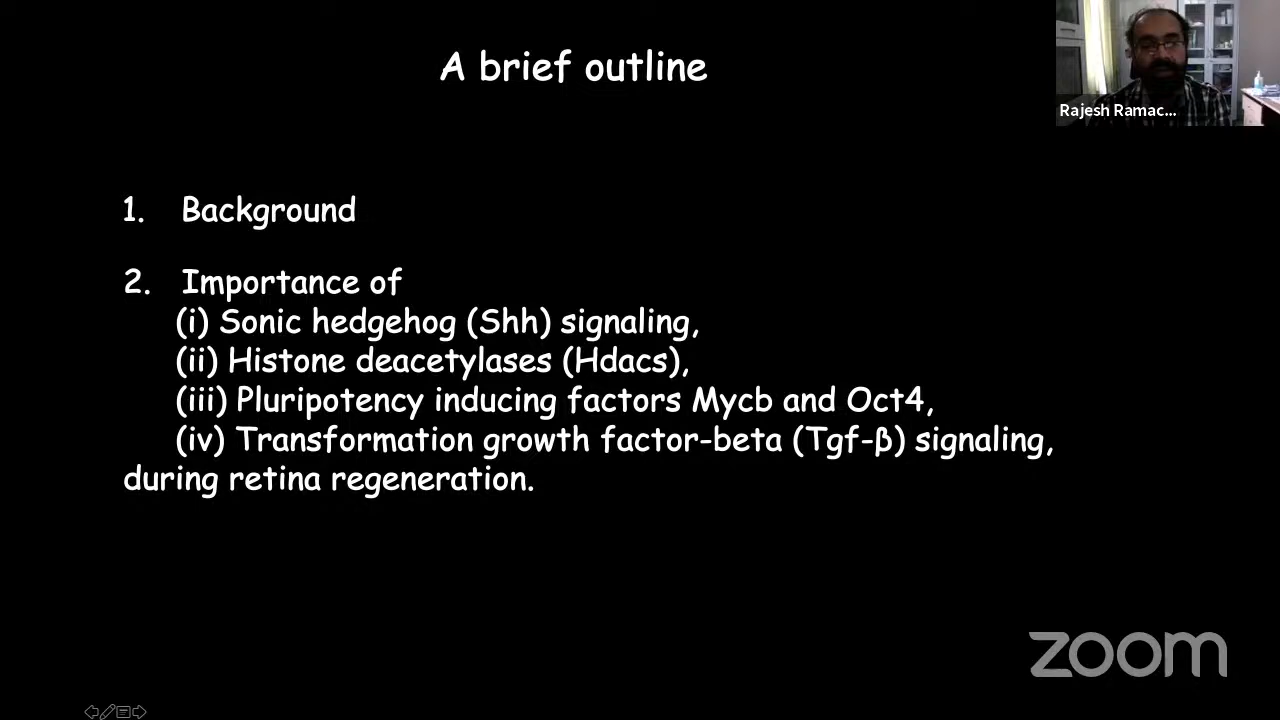 A brief outline
Rajesh Ramac...
1. Background
2. Importance of
(i) Sonic hedgehog (Shh) signaling,
(ii) Histone deacetylases (Hdacs),
(iii) Pluripotency inducing factors Mycb and Oct4,
(iv) Transformation growth factor-beta (Tgf-β) signaling,
during retina regeneration.
zoom